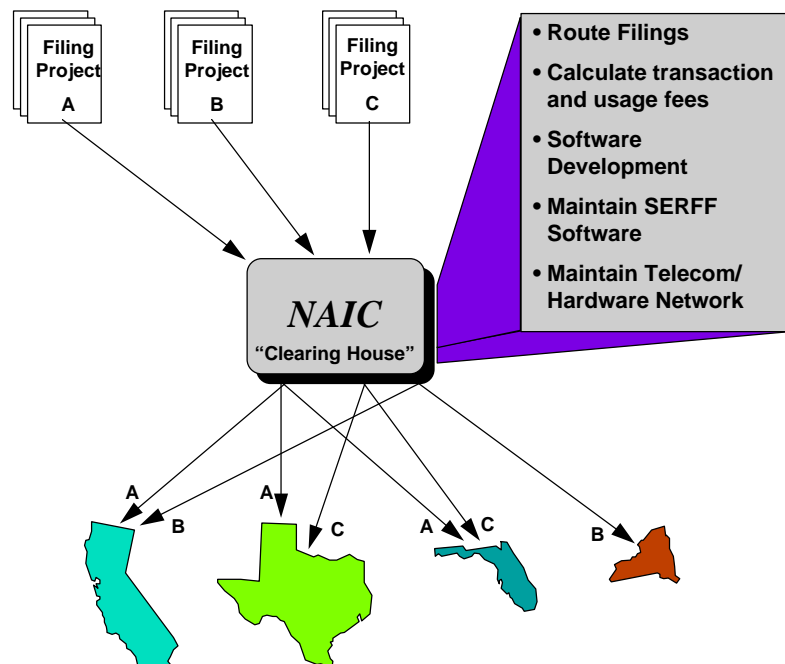 Filing
Project
A
Filing
Project
B
Filing
Project
C
• Route Filings
• Calculate transaction
and usage fees
• Software
Development
• Maintain SERFF
Software
• Maintain Telecom/
Hardware Network
NAIC
“Clearing House”
A
B
A
C
A
C
B